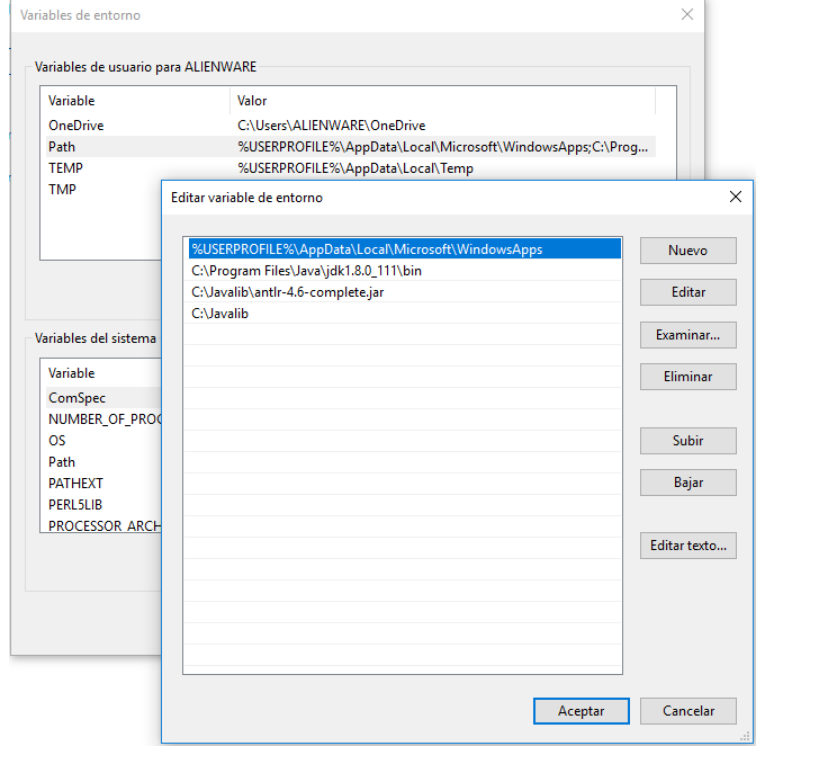 Variables de entorno
Variables de usuario para ALIENWARE
Variable Valor
OneDrive C:\Users\ALIENWARE\OneDrive
Path %USERPROFILE%\AppData\Local\Microsoft\WindowsApps;C:\Prog...
TEMP %USERPROFILE%\AppData\Local\Temp
TMP
Editar variable de entorno
%USERPROFILE%\AppData\Local\Microsoft\WindowsApps
C:\Program Files\Java\jdk1.8.0_111\bin
C:\Javalib\antlr-4.6-complete.jar
C:\Javalib
Nuevo
Editar
Examinar...
Eliminar
Subir
Bajar
Editar texto...
Aceptar
Cancelar
Variables del sistema
Variable
ComSpec
NUMBER_OF_PROC
OS
Path
PATHEXT
PERL5LIB
PROCESSOR ARCH